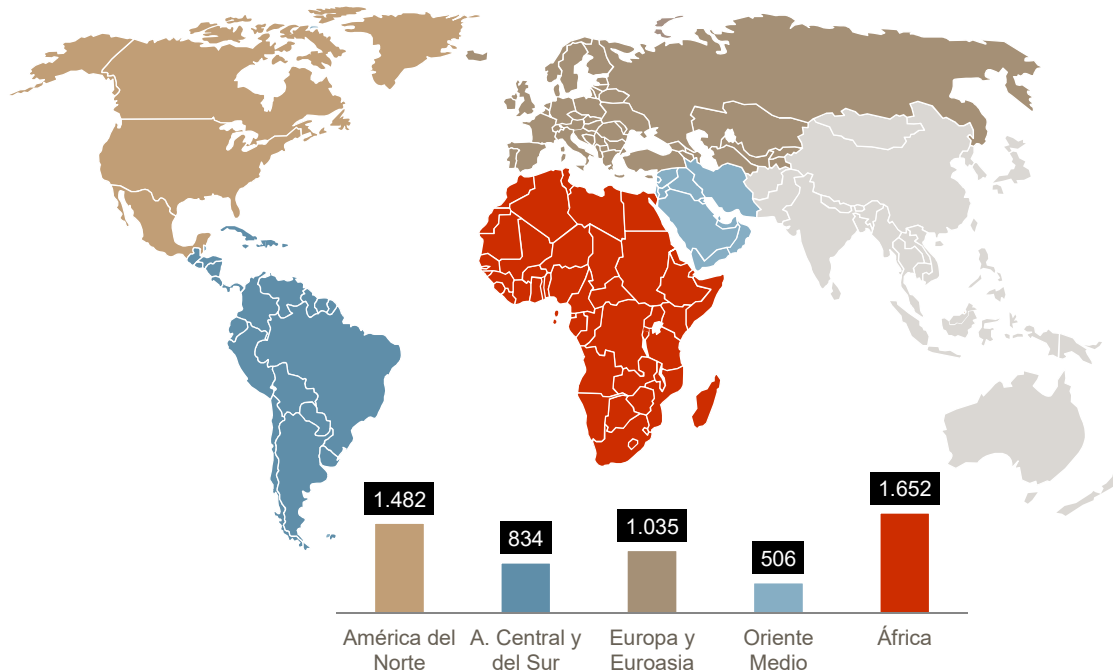 1.482
834
1.035
506
1.652
América del
Norte
A. Central y
del Sur
Europa y
Euroasia
Oriente
Medio
África